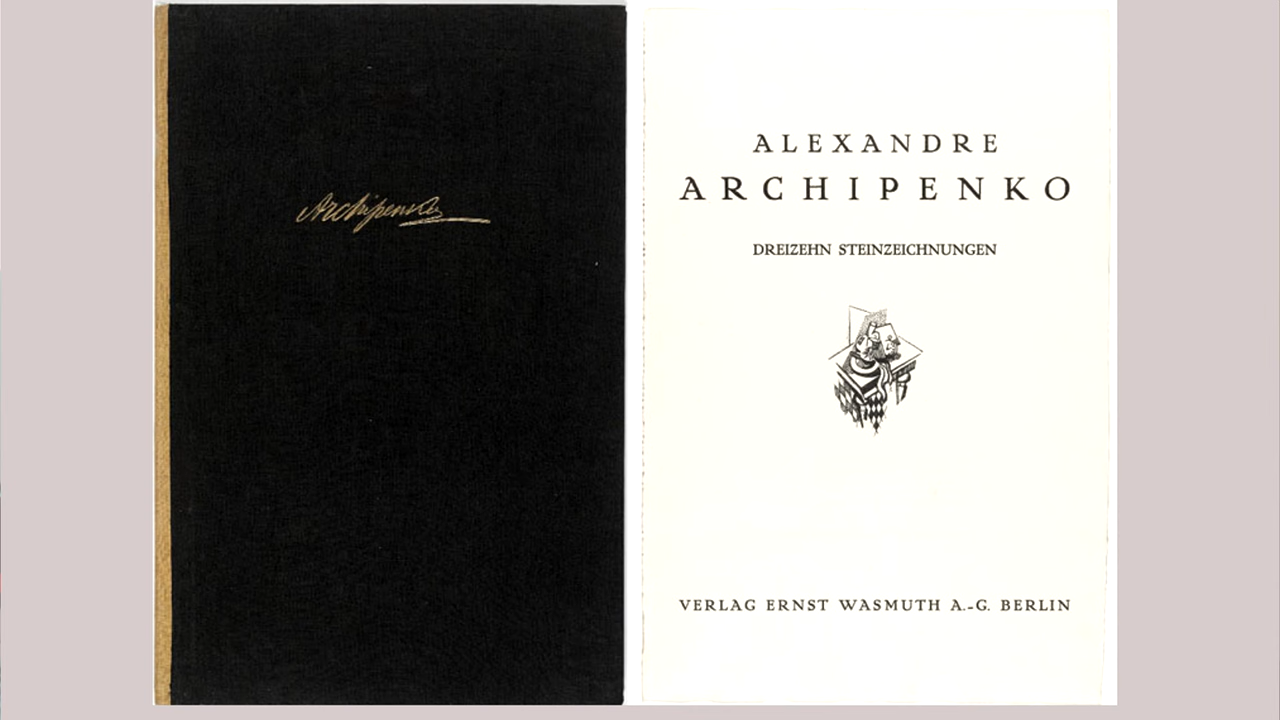 Archipenko
ALEXANDRE
ARCHIPENKO
DREIZEHN STEINZEICHNUNGEN
VERLAG ERNST WASMUTH A.-G. BERLIN